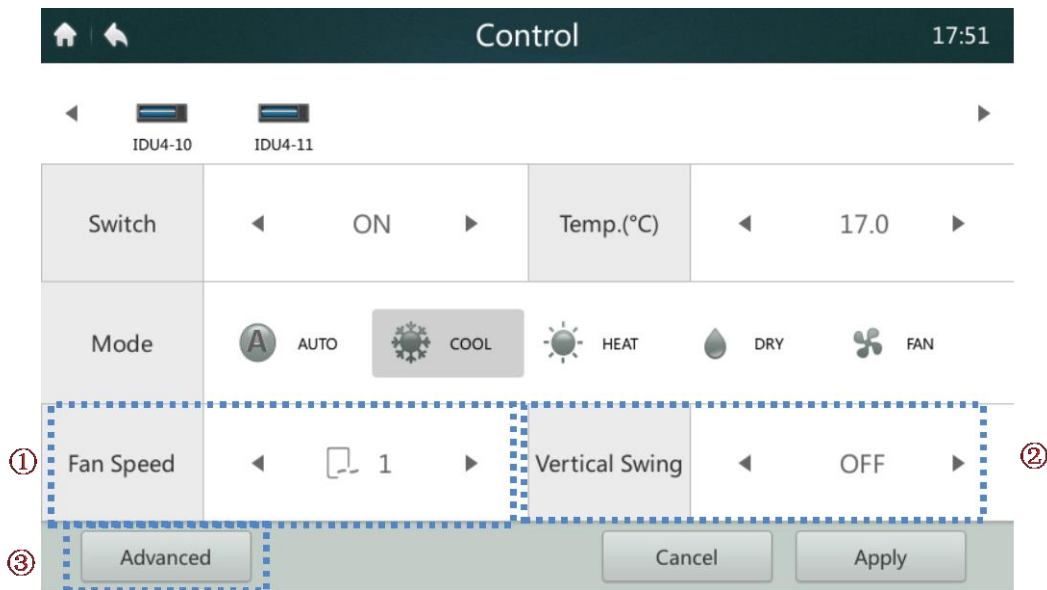 Control
17:51
IDU4-10
IDU4-11
Switch
ON
Temp.(°C)
17.0
Mode
A
AUTO
COOL
HEAT
DRY
FAN
① Fan Speed
1
Vertical Swing
OFF
②
③ Advanced
Cancel
Apply